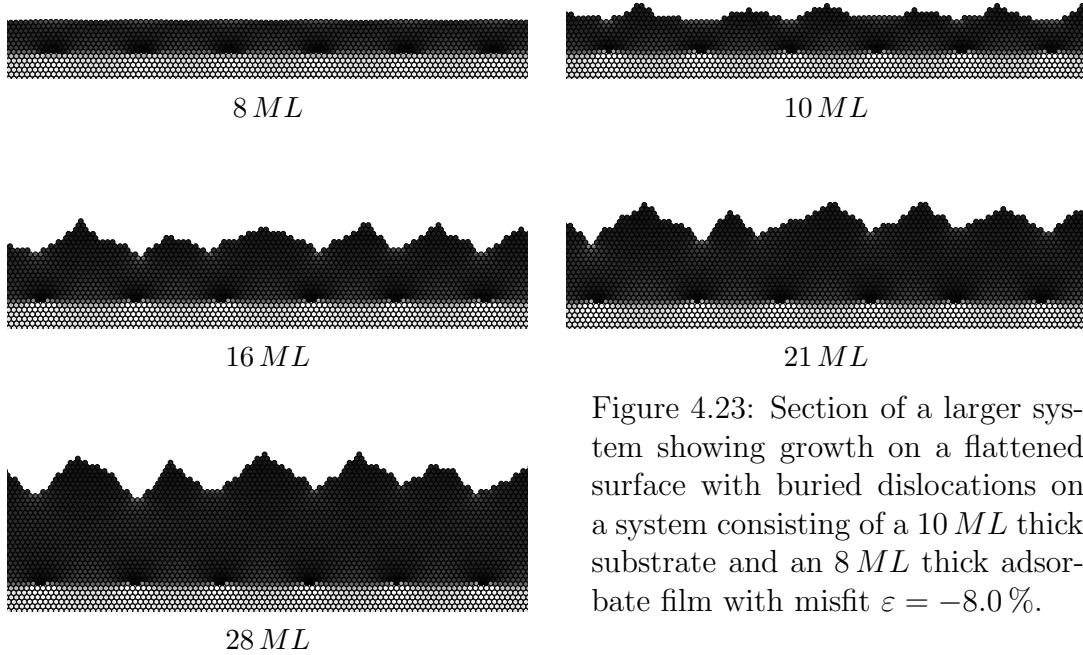 8 ML
10 ML
16 ML
21 ML
28 ML
Figure 4.23: Section of a larger sys-
tem showing growth on a flattened
surface with buried dislocations on
a system consisting of a 10 ML thick
substrate and an 8 ML thick adsor-
bate film with misfit ε = −8.0 %.